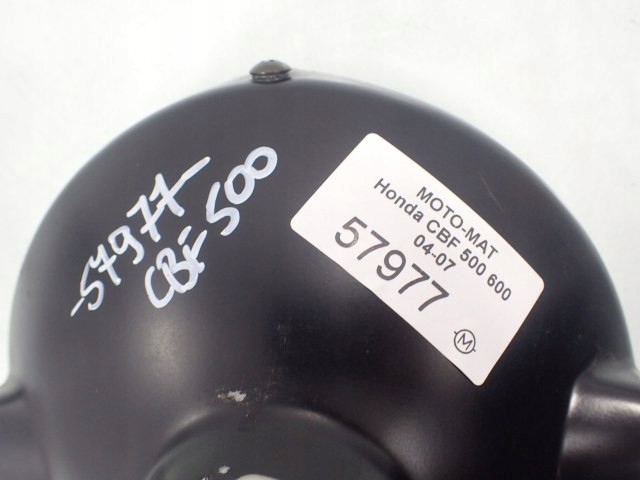 -57977-
CBF 500
MOTO-MAT
Honda CBF 500 600
04-07
57977
M